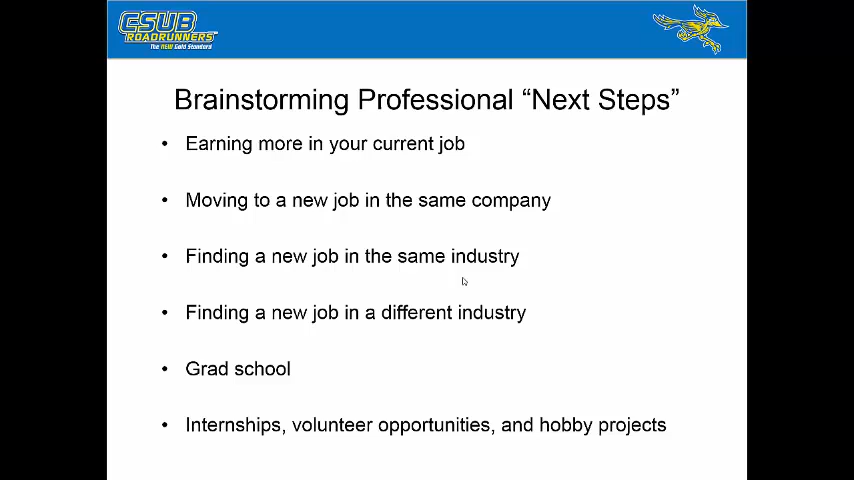 CSUB
ROADRUNNERS
The NEW Gold Standard
Brainstorming Professional “Next Steps”
• Earning more in your current job
• Moving to a new job in the same company
• Finding a new job in the same industry
• Finding a new job in a different industry
• Grad school
• Internships, volunteer opportunities, and hobby projects